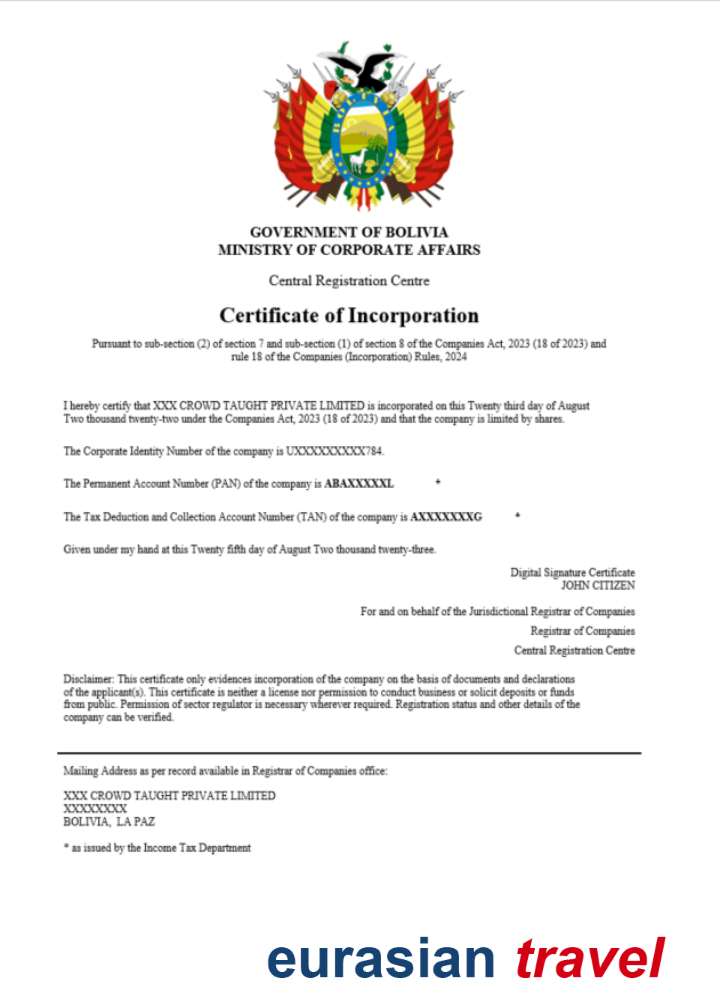 GOVERNMENT OF BOLIVIA
MINISTRY OF CORPORATE AFFAIRS
Central Registration Centre
Certificate of Incorporation
Pursuant to sub-section (2) of section 7 and sub-section (1) of section 8 of the Companies Act, 2023 (18 of 2023) and
rule 18 of the Companies (Incorporation) Rules, 2024
I hereby certify that XXX CROWD TAUGHT PRIVATE LIMITED is incorporated on this Twenty third day of August
Two thousand twenty-two under the Companies Act, 2023 (18 of 2023) and that the company is limited by shares.
The Corporate Identity Number of the company is UXXXXXXXXXX784.
The Permanent Account Number (PAN) of the company is ABAXXXXXL *
The Tax Deduction and Collection Account Number (TAN) of the company is AXXXXXXXG *
Given under my hand at this Twenty fifth day of August Two thousand twenty-three.
Digital Signature Certificate
JOHN CITIZEN
For and on behalf of the Jurisdictional Registrar of Companies
Registrar of Companies
Central Registration Centre
Disclaimer: This certificate only evidences incorporation of the company on the basis of documents and declarations
of the applicant(s). This certificate is neither a license nor permission to conduct business or solicit deposits or funds
from public. Permission of sector regulator is necessary wherever required. Registration status and other details of the
company can be verified.
Mailing Address as per record available in Registrar of Companies office:
XXX CROWD TAUGHT PRIVATE LIMITED
XXXXXXXX
BOLIVIA, LA PAZ
* as issued by the Income Tax Department
eurasian travel